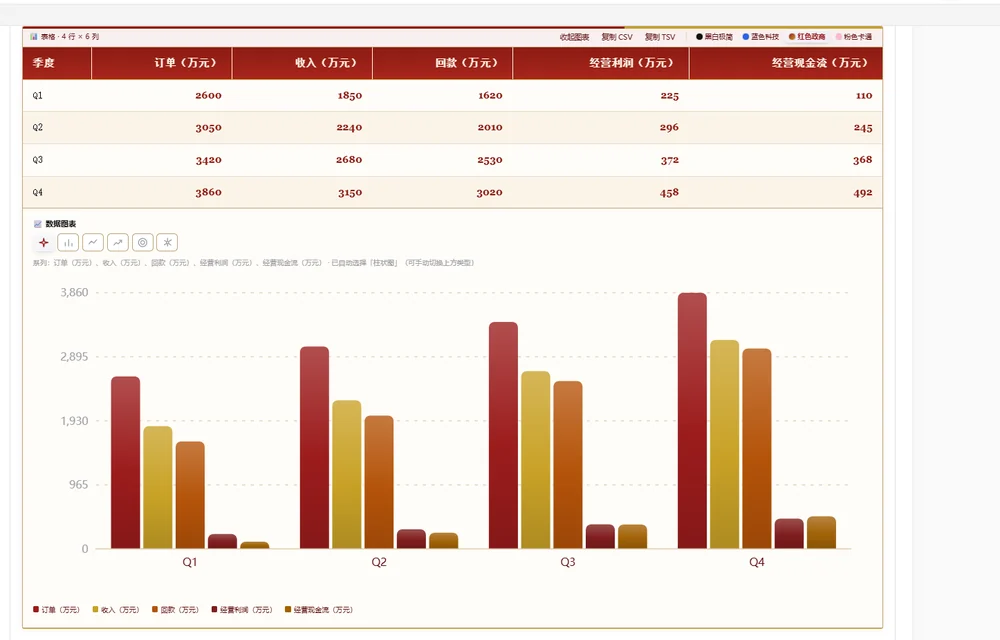 表格 · 4 行 × 6 列 收起图表 复制 CSV 复制 TSV 黑白极简 蓝色科技 红色政商 粉色卡通
季度 订单（万元） 收入（万元） 回款（万元） 经营利润（万元） 经营现金流（万元）
Q1 2600 1850 1620 225 110
Q2 3050 2240 2010 296 245
Q3 3420 2680 2530 372 368
Q4 3860 3150 3020 458 492
数据图表
系列：订单（万元）、收入（万元）、回款（万元）、经营利润（万元）、经营现金流（万元） · 已自动选择「柱状图」（可手动切换上方类型）
3,860
2,895
1,930
965
0
Q1 Q2 Q3 Q4
订单（万元） 收入（万元） 回款（万元） 经营利润（万元） 经营现金流（万元）